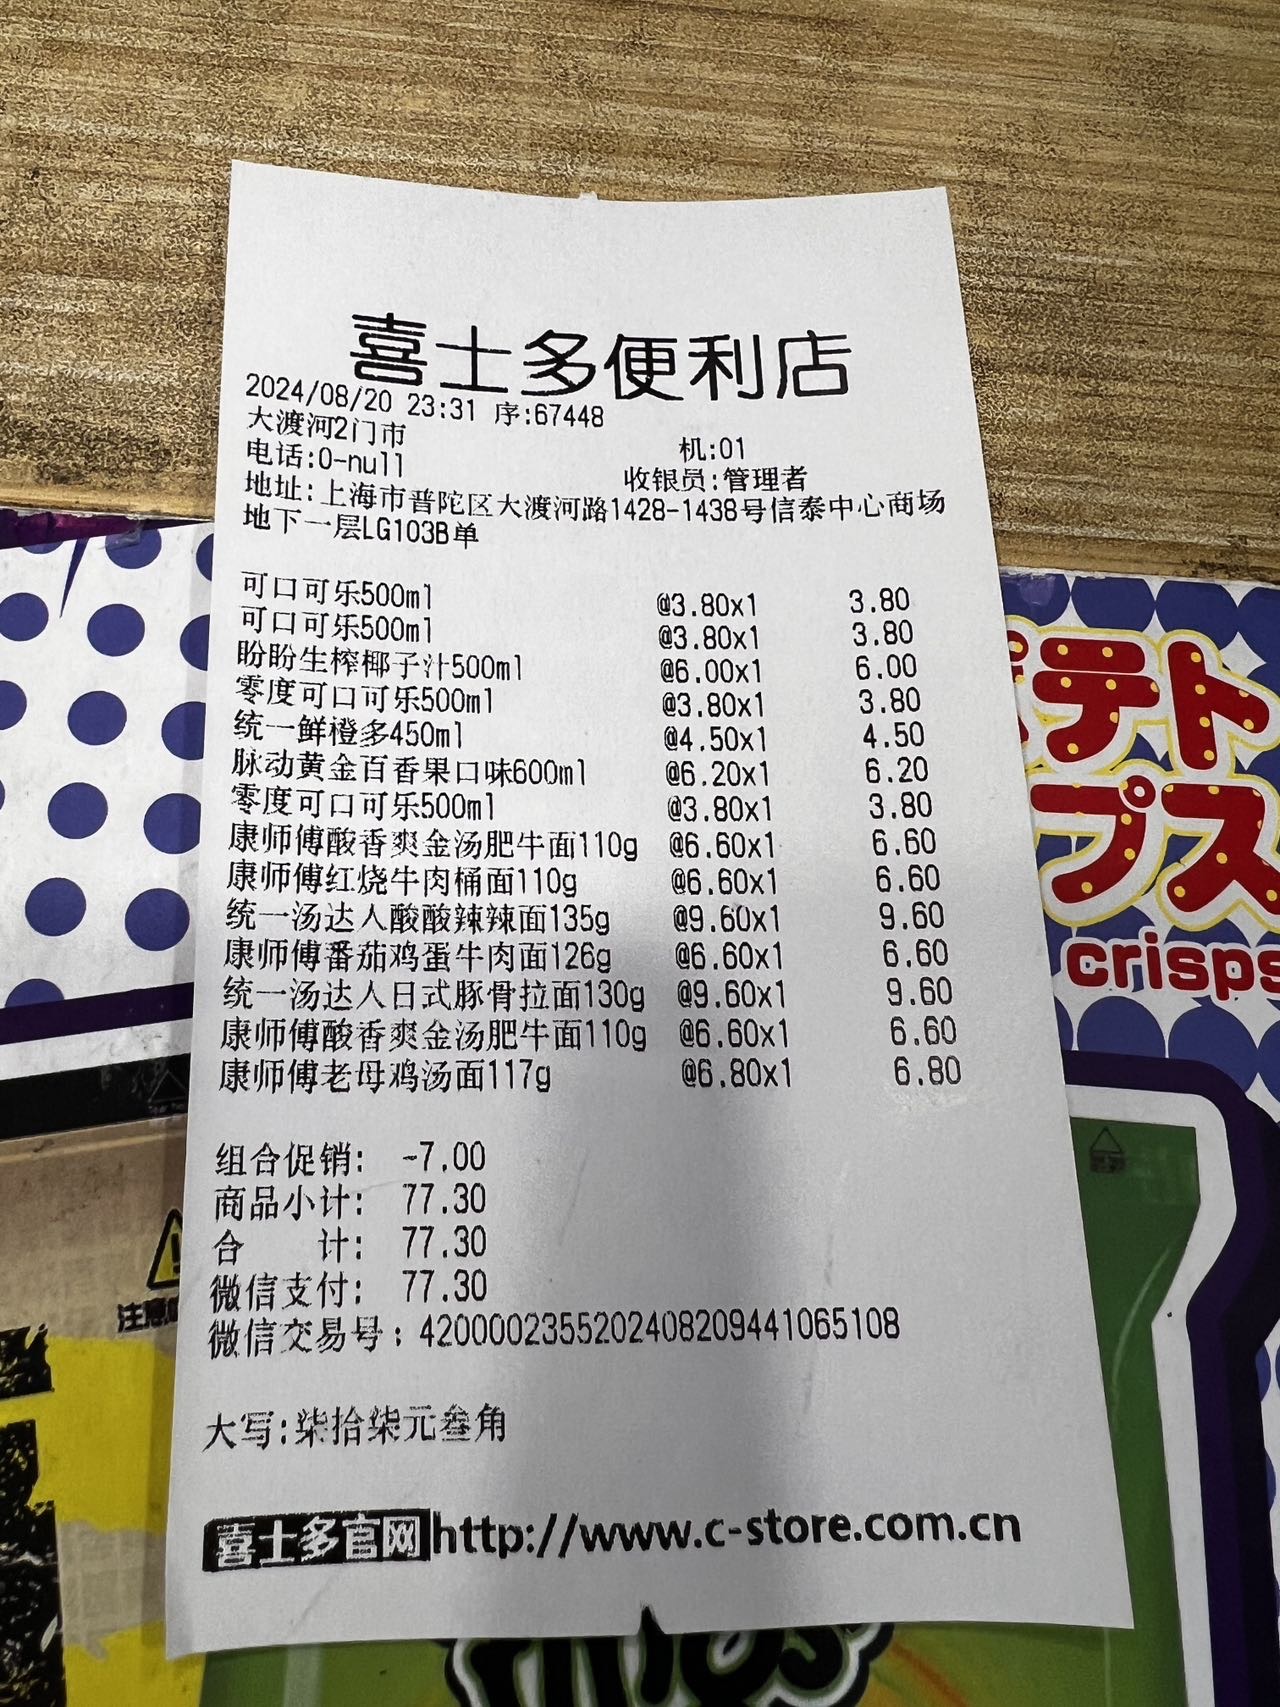 喜士多便利店
2024/08/20 23:31 序:67448
大渡河2门市 机:01
电话:0-null 收银员:管理者
地址:上海市普陀区大渡河路1428-1438号信泰中心商场
地下一层LG103B单
可口可乐500ml @3.80x1 3.80
可口可乐500ml @3.80x1 3.80
盼盼生榨椰子汁500ml @6.00x1 6.00
零度可口可乐500ml @3.80x1 3.80
统一鲜橙多450ml @4.50x1 4.50
脉动黄金百香果口味600ml @6.20x1 6.20
零度可口可乐500ml @3.80x1 3.80
康师傅酸香爽金汤肥牛面110g @6.60x1 6.60
康师傅红烧牛肉桶面110g @6.60x1 6.60
统一汤达人酸酸辣辣面135g @9.60x1 9.60
康师傅番茄鸡蛋牛肉面126g @6.60x1 6.60
统一汤达人日式豚骨拉面130g @9.60x1 9.60
康师傅酸香爽金汤肥牛面110g @6.60x1 6.60
康师傅老母鸡汤面117g @6.80x1 6.80
组合促销: -7.00
商品小计: 77.30
合 计: 77.30
微信支付: 77.30
微信交易号:4200002355202408209441065108
大写:柒拾柒元叁角
喜士多官网http://www.c-store.com.cn
ポテト
プス
crisps
注意